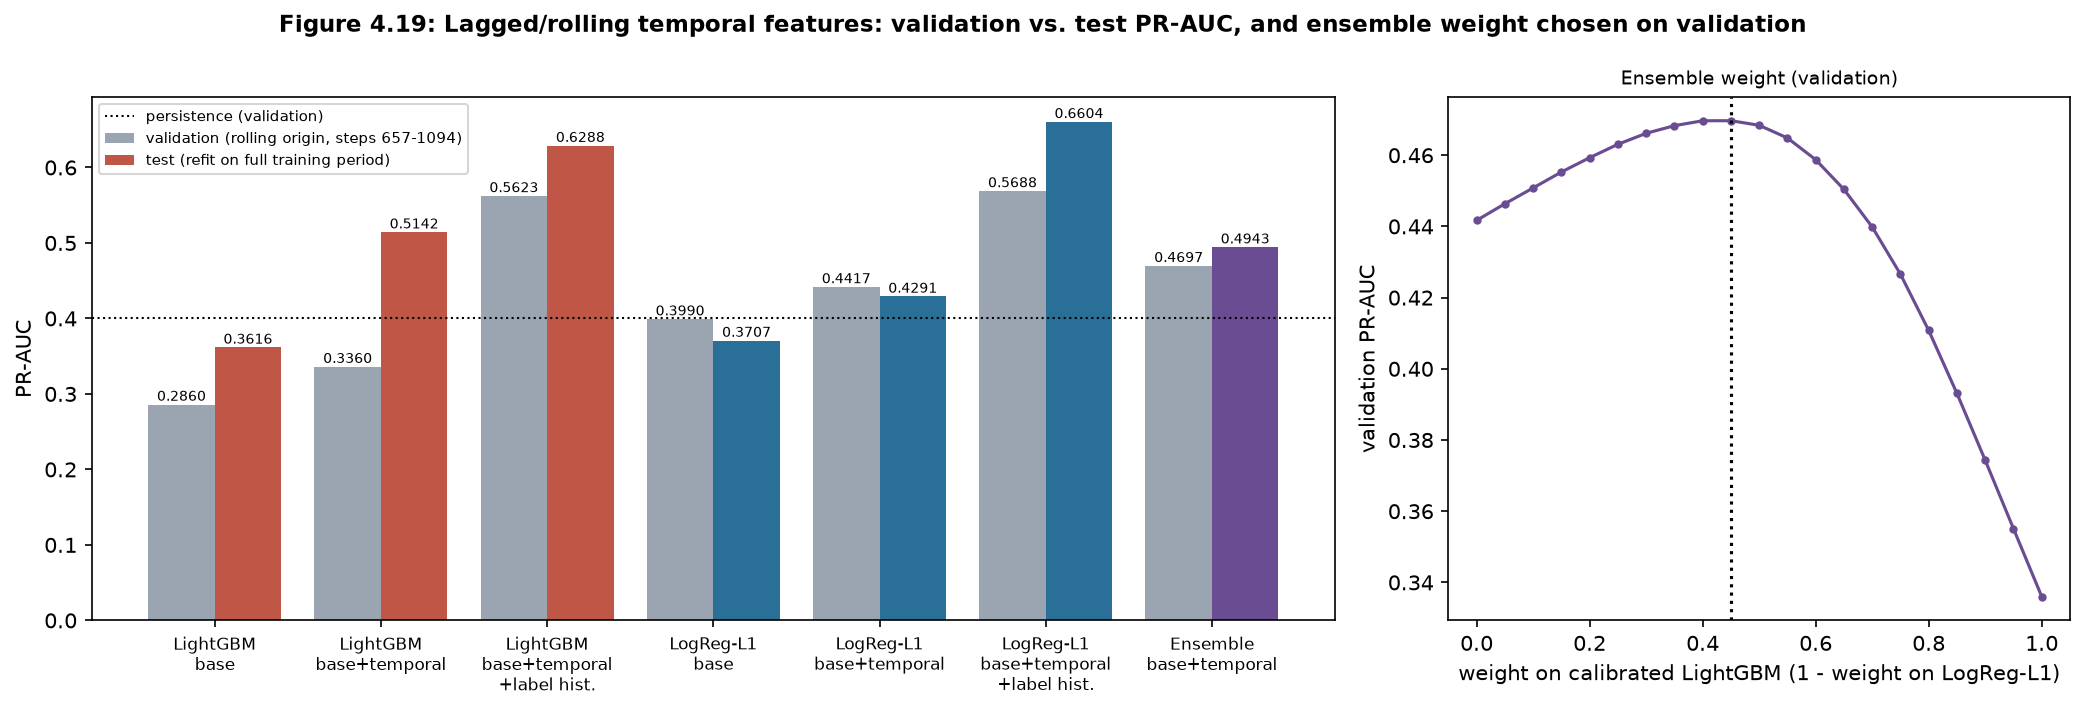 Figure 4.19: Lagged/rolling temporal features: validation vs. test PR-AUC, and ensemble weight chosen on validation
persistence (validation)
validation (rolling origin, steps 657-1094)
test (refit on full training period)
PR-AUC
0.6
0.5
0.4
0.3
0.2
0.1
0.0
0.2860
0.3616
0.3360
0.5142
0.5623
0.6288
0.3990
0.3707
0.4417
0.4291
0.5688
0.6604
0.4697
0.4943
LightGBM
base
LightGBM
base+temporal
LightGBM
base+temporal
+label hist.
LogReg-L1
base
LogReg-L1
base+temporal
LogReg-L1
base+temporal
+label hist.
Ensemble
base+temporal
Ensemble weight (validation)
validation PR-AUC
0.46
0.44
0.42
0.40
0.38
0.36
0.34
0.0 0.2 0.4 0.6 0.8 1.0
weight on calibrated LightGBM (1 - weight on LogReg-L1)